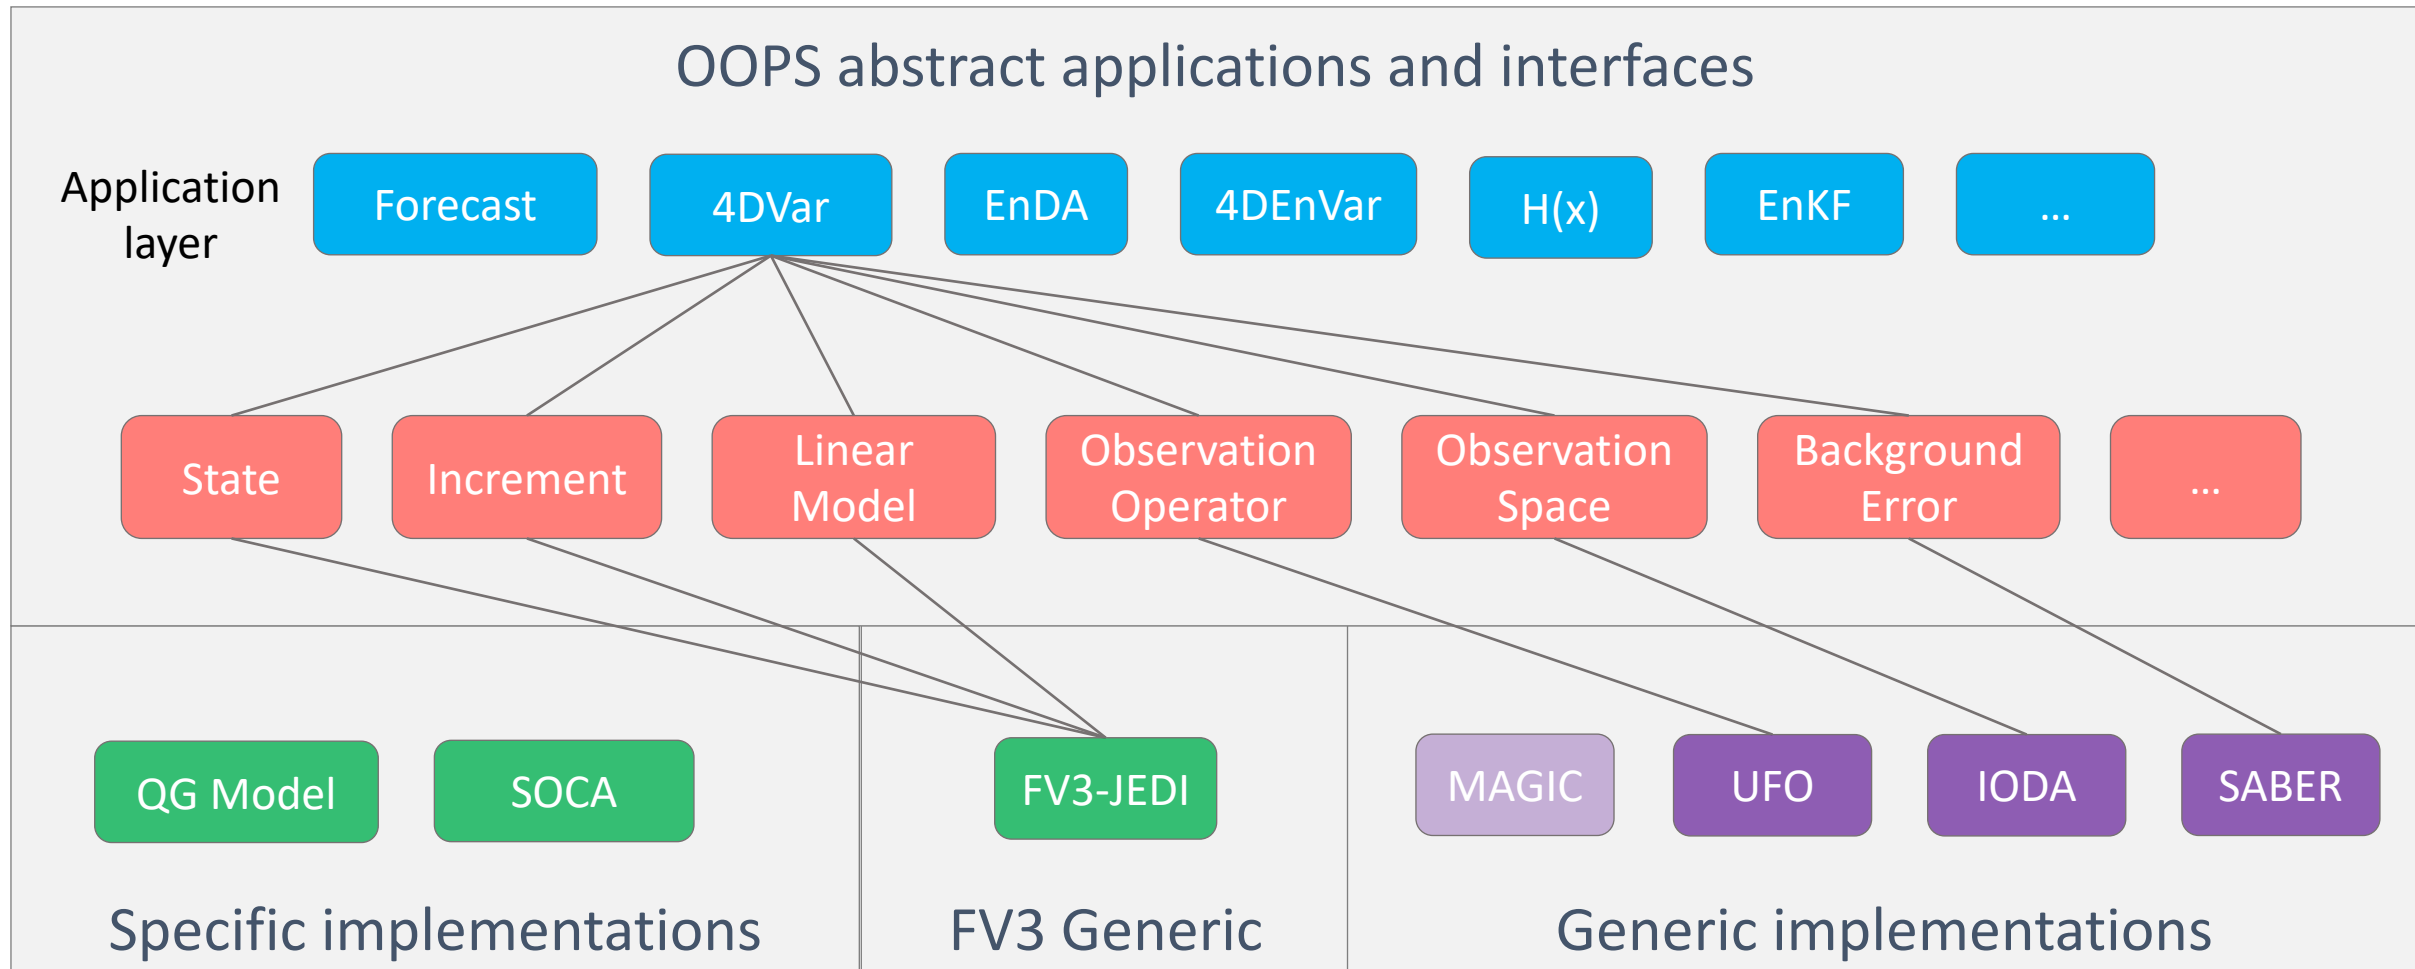 OOPS abstract applications and interfaces
Application
layer
Forecast
4DVar
EnDA
4DEnVar
H(x)
EnKF
...
State
Increment
Linear
Model
Observation
Operator
Observation
Space
Background
Error
...
QG Model
SOCA
FV3-JEDI
MAGIC
UFO
IODA
SABER
Specific implementations
FV3 Generic
Generic implementations